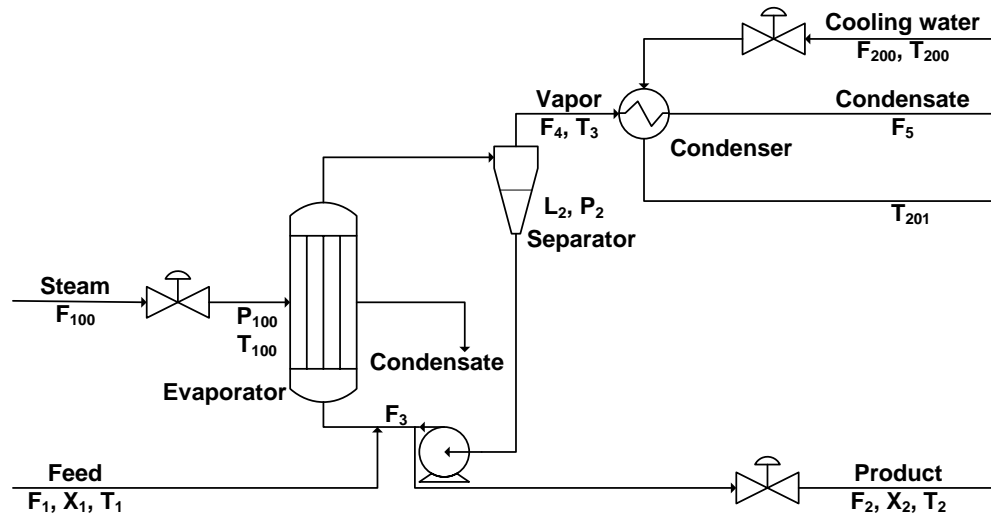 Cooling water
F200, T200
Vapor
F4, T3
Condensate
F5
Condenser
L2, P2
Separator
T201
Steam
F100
P100
T100
Condensate
Evaporator
F3
Feed
F1, X1, T1
Product
F2, X2, T2